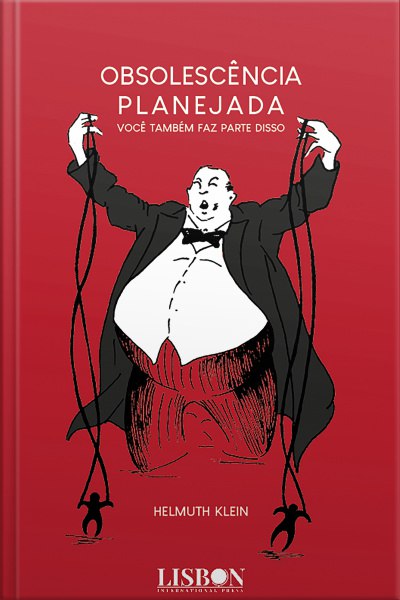 OBSOLESCÊNCIA
PLANEJADA
VOCÊ TAMBÉM FAZ PARTE DISSO
HELMUTH KLEIN
LISBON
INTERNATIONAL PRESS